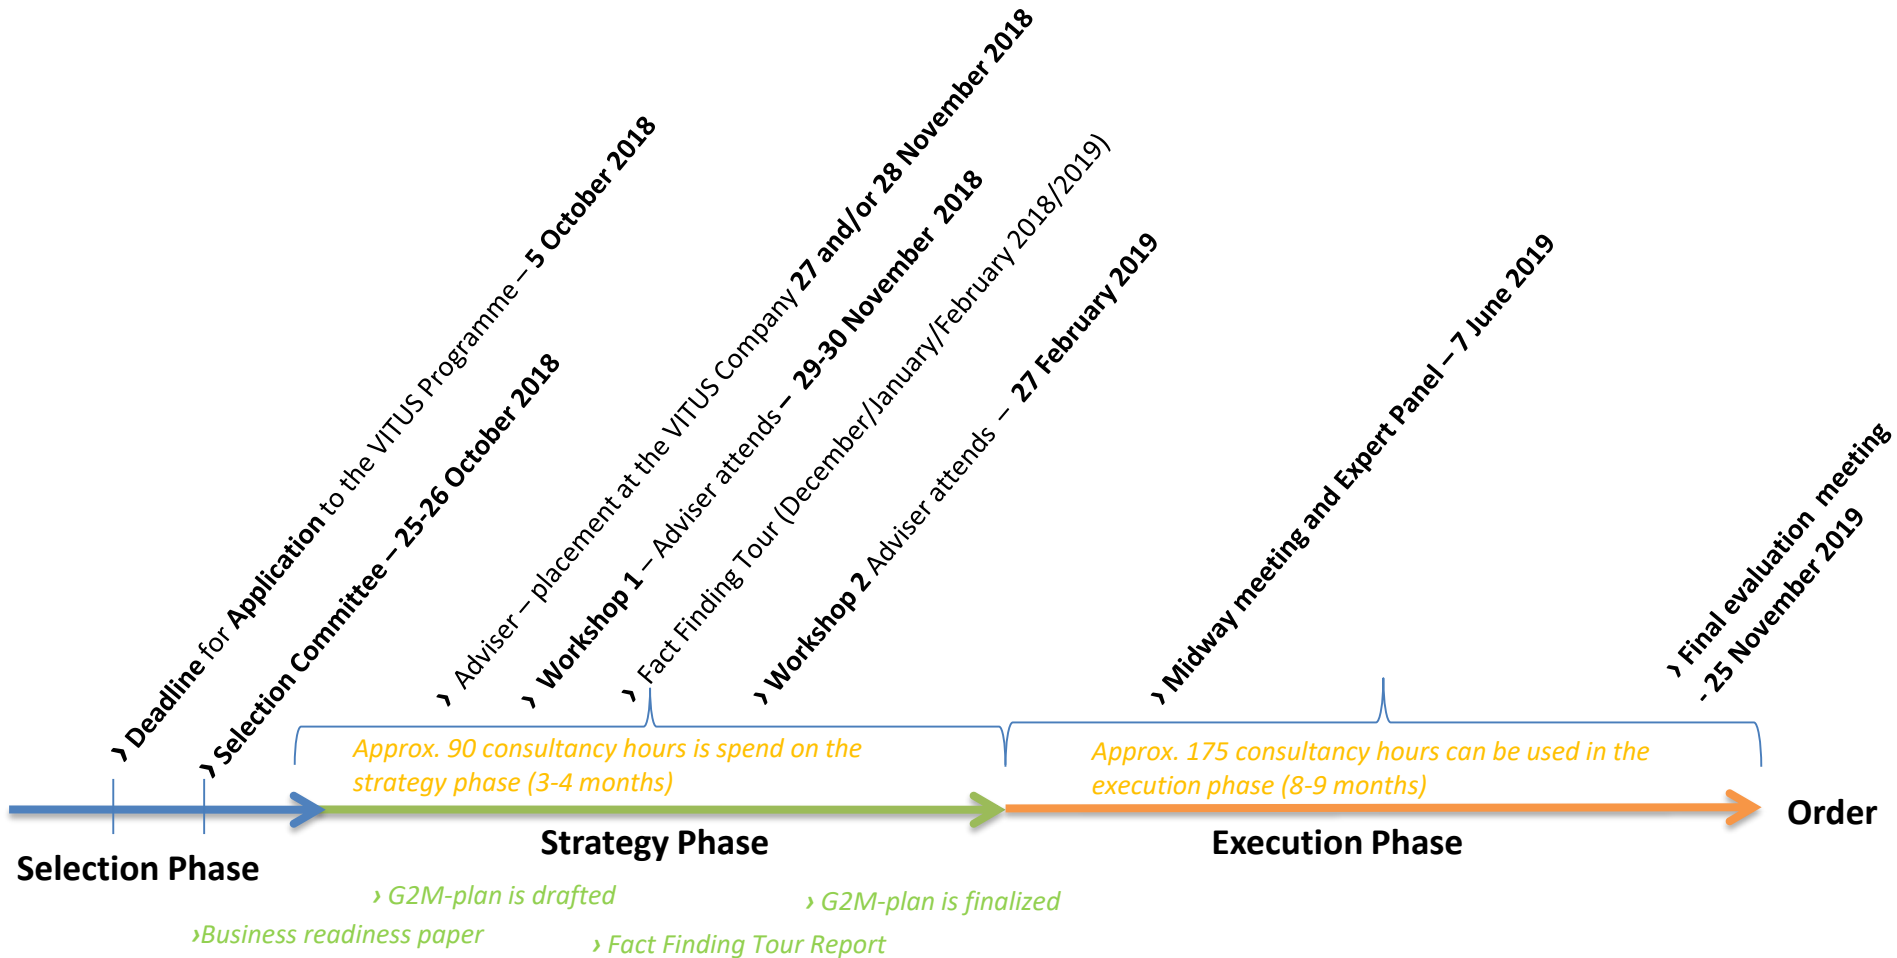 › Deadline for Application to the VITUS Programme – 5 October 2018
› Selection Committee – 25-26 October 2018
› Adviser – placement at the VITUS Company 27 and/or 28 November 2018
› Workshop 1 – Adviser attends – 29-30 November 2018
› Fact Finding Tour (December/January/February 2018/2019)
› Workshop 2 Adviser attends – 27 February 2019
› Midway meeting and Expert Panel – 7 June 2019
› Final evaluation meeting
- 25 November 2019
Approx. 90 consultancy hours is spend on the
strategy phase (3-4 months)
Approx. 175 consultancy hours can be used in the
execution phase (8-9 months)
Selection Phase
Strategy Phase
Execution Phase
Order
› G2M-plan is drafted
› G2M-plan is finalized
›Business readiness paper
› Fact Finding Tour Report